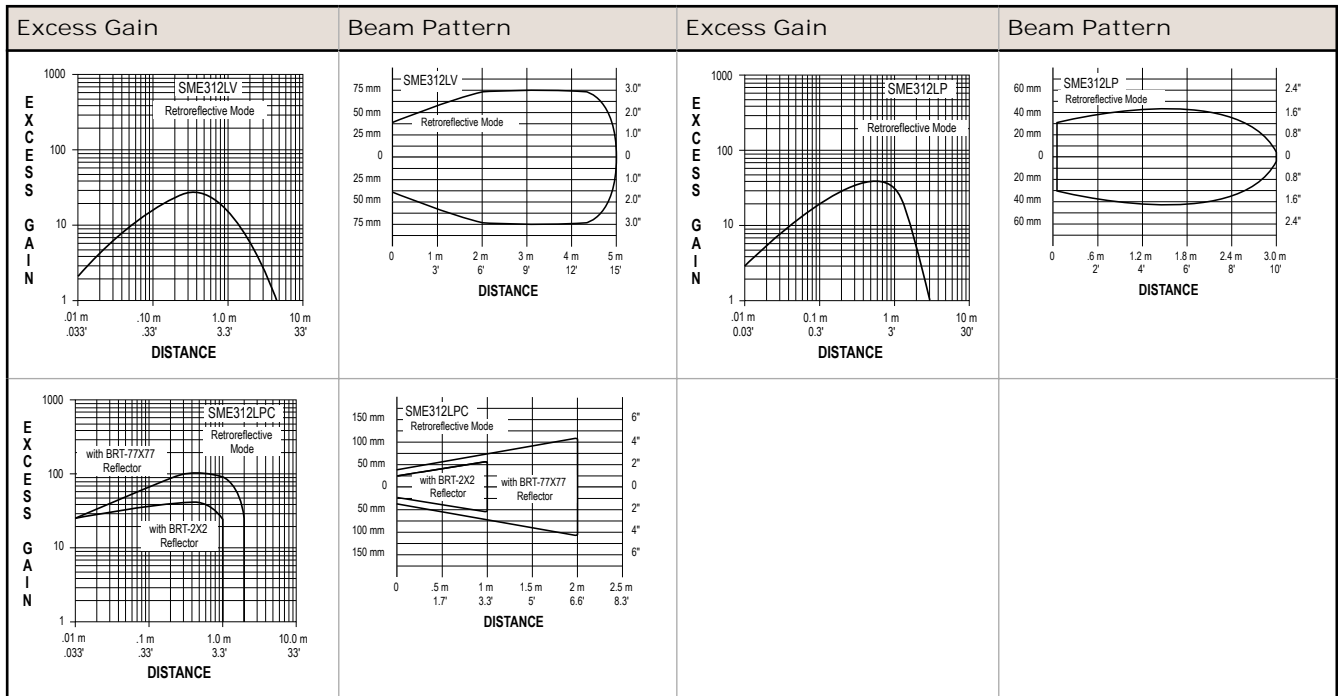 Excess Gain
Beam Pattern
Excess Gain
Beam Pattern
1000
100
10
1
EXCESS GAIN
SME312LV
Retroreflective Mode
.01 m .10 m 1.0 m 10 m
.033' .33' 3.3' 33'
DISTANCE
SME312LV
Retroreflective Mode
75 mm 3.0"
50 mm 2.0"
25 mm 1.0"
0 0
25 mm 1.0"
50 mm 2.0"
75 mm 3.0"
0 1 m 2 m 3 m 4 m 5 m
3' 6' 9' 12' 15'
DISTANCE
1000
100
10
1
EXCESS GAIN
SME312LP
Retroreflective Mode
.01 m 0.1 m 1 m 10 m
0.03' 0.3' 3' 30'
DISTANCE
SME312LP
Retroreflective Mode
60 mm 2.4"
40 mm 1.6"
20 mm 0.8"
0 0
20 mm 0.8"
40 mm 1.6"
60 mm 2.4"
0 .6 m 1.2 m 1.8 m 2.4 m 3.0 m
2' 4' 6' 8' 10'
DISTANCE
1000
100
10
1
EXCESS GAIN
SME312LPC
Retroreflective
Mode
with BRT-77X77
Reflector
with BRT-2X2
Reflector
.01 m .1 m 1.0 m 10.0 m
.033' .33' 3.3' 33'
DISTANCE
SME312LPC
Retroreflective Mode
150 mm 6"
100 mm 4"
50 mm 2"
0 0
50 mm 2"
100 mm 4"
150 mm 6"
with BRT-2X2
Reflector
with BRT-77X77
Reflector
0 .5 m 1 m 1.5 m 2 m 2.5 m
1.7' 3.3' 5' 6.6' 8.3'
DISTANCE